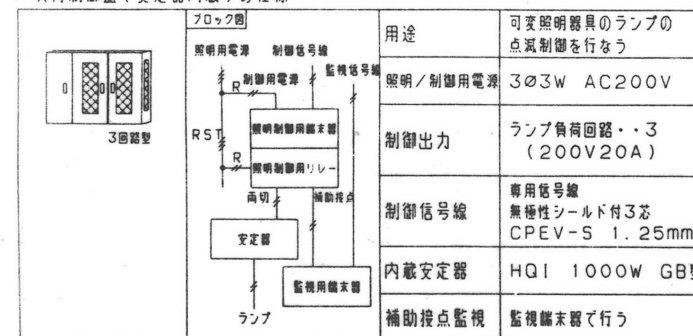 ブロック図
照明用電源 制御信号線
制御用電源 監視信号線
R
照明制御用端末器
RST
R
照明制御用リレー
両切 補助接点
安定器
監視用端末器
ランプ
3回路型
用途 可変照明器具のランプの
点滅制御を行なう
照明/制御用電源 3Ø3W AC200V
制御出力 ランプ負荷回路・・3
(200V20A)
制御信号線 専用信号線
無極性シールド付3芯
CPEV-S 1.25mm
内蔵安定器 HQI 1000W GB型
補助接点監視 監視端末器で行う